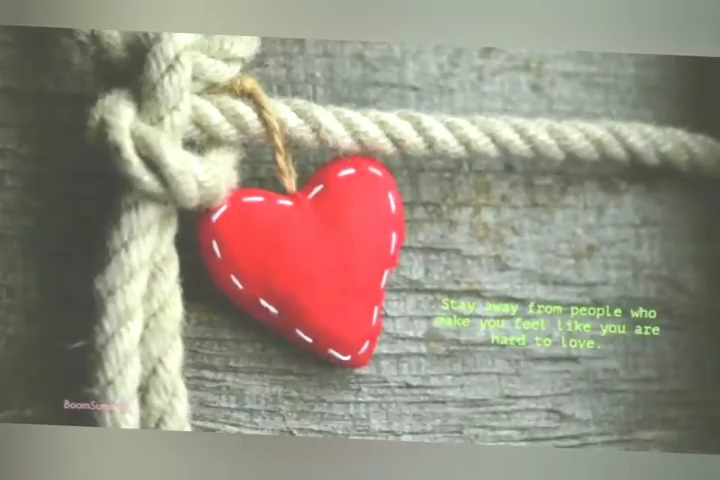 Stay away from people who
make you feel like you are
hard to love.